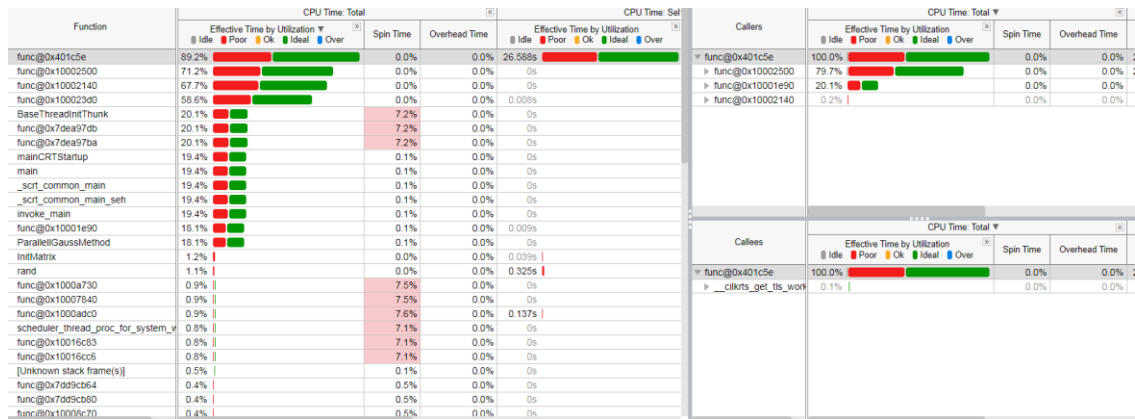 Function
CPU Time: Total
CPU Time: Sel
Effective Time by Utilization ▼
Spin Time
Overhead Time
Effective Time by Utilization
Idle Poor Ok Ideal Over
Idle Poor Ok Ideal Over
func@0x401c5e 89.2% 0.0% 0.0% 26.588s
func@0x10002500 71.2% 0.0% 0.0% 0s
func@0x10002140 67.7% 0.0% 0.0% 0s
func@0x100023d0 58.6% 0.0% 0.0% 0.008s
BaseThreadInitThunk 20.1% 7.2% 0.0% 0s
func@0x7dea97db 20.1% 7.2% 0.0% 0s
func@0x7dea97ba 20.1% 7.2% 0.0% 0s
mainCRTStartup 19.4% 0.1% 0.0% 0s
main 19.4% 0.1% 0.0% 0s
_scrt_common_main 19.4% 0.1% 0.0% 0s
_scrt_common_main_seh 19.4% 0.1% 0.0% 0s
invoke_main 19.4% 0.1% 0.0% 0s
func@0x10001e90 18.1% 0.1% 0.0% 0.009s
ParallelGaussMethod 18.1% 0.1% 0.0% 0s
InitMatrix 1.2% 0.0% 0.0% 0.039s
rand 1.1% 0.0% 0.0% 0.325s
func@0x1000a730 0.9% 7.5% 0.0% 0s
func@0x10007840 0.9% 7.5% 0.0% 0s
func@0x1000adc0 0.9% 7.6% 0.0% 0.137s
scheduler_thread_proc_for_system_w 0.8% 7.1% 0.0% 0s
func@0x10016c83 0.8% 7.1% 0.0% 0s
func@0x10016cc6 0.8% 7.1% 0.0% 0s
[Unknown stack frame(s)] 0.5% 0.1% 0.0% 0s
func@0x7dd9cb64 0.4% 0.5% 0.0% 0s
func@0x7dd9cb80 0.4% 0.5% 0.0% 0s
func@0x10008c70 0.4% 0.5% 0.0% 0s
Callers
CPU Time: Total ▼
Effective Time by Utilization
Spin Time
Overhead Time
Idle Poor Ok Ideal Over
func@0x401c5e 100.0% 0.0% 0.0%
func@0x10002500 79.7% 0.0% 0.0%
func@0x10001e90 20.1% 0.0% 0.0%
func@0x10002140 0.2% 0.0% 0.0%
Callees
CPU Time: Total ▼
Effective Time by Utilization
Spin Time
Overhead Time
Idle Poor Ok Ideal Over
func@0x401c5e 100.0% 0.0% 0.0%
__cilkrts_get_tls_work 0.1% 0.0% 0.0%